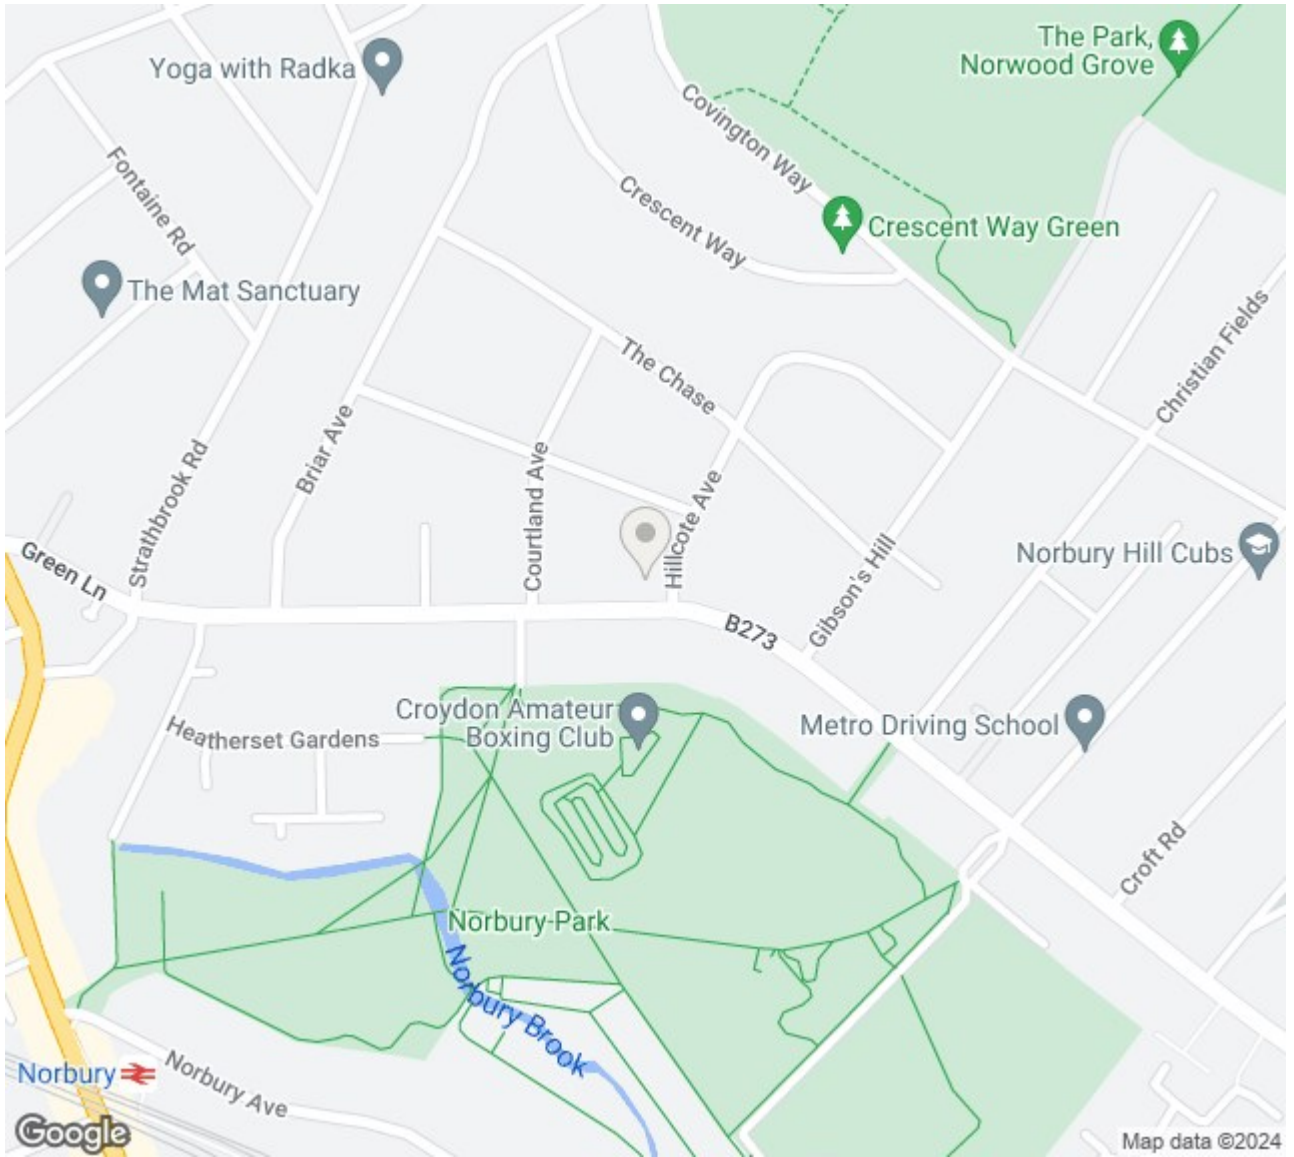 The Park,
Norwood Grove
Yoga with Radka
Covington Way
Fontaine Rd
Crescent Way
Crescent Way Green
The Mat Sanctuary
Christian Fields
The Chase
Briar Ave
Strathbrook Rd
Courtland Ave
Hillcote Ave
Gibson's Hill
Norbury Hill Cubs
Green Ln
B273
Croydon Amateur
Boxing Club
Metro Driving School
Heatherset Gardens
Croft Rd
Norbury Park
Norbury Brook
Norbury
Norbury Ave
Google
Map data ©2024